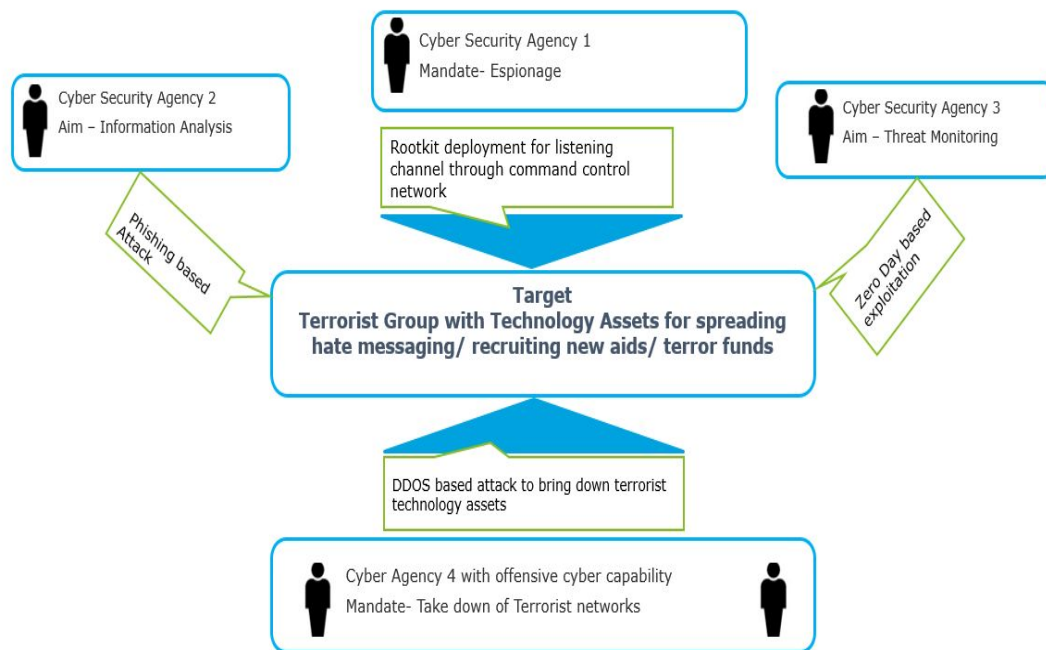 Cyber Security Agency 1
Mandate- Espionage
Cyber Security Agency 2
Aim – Information Analysis
Cyber Security Agency 3
Aim – Threat Monitoring
Rootkit deployment for listening
channel through command control
network
Phishing based
Attack
Zero Day based
exploitation
Target
Terrorist Group with Technology Assets for spreading
hate messaging/ recruiting new aids/ terror funds
DDOS based attack to bring down terrorist
technology assets
Cyber Agency 4 with offensive cyber capability
Mandate- Take down of Terrorist networks